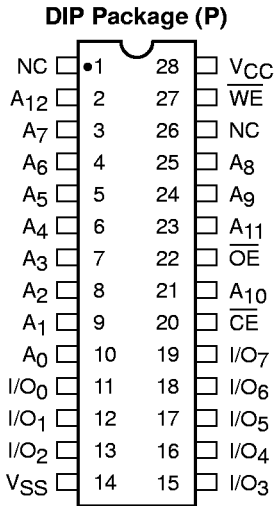 DIP Package (P)
NC 1 28 VCC
A12 2 27 WE
A7 3 26 NC
A6 4 25 A8
A5 5 24 A9
A4 6 23 A11
A3 7 22 OE
A2 8 21 A10
A1 9 20 CE
A0 10 19 I/O7
I/O0 11 18 I/O6
I/O1 12 17 I/O5
I/O2 13 16 I/O4
VSS 14 15 I/O3